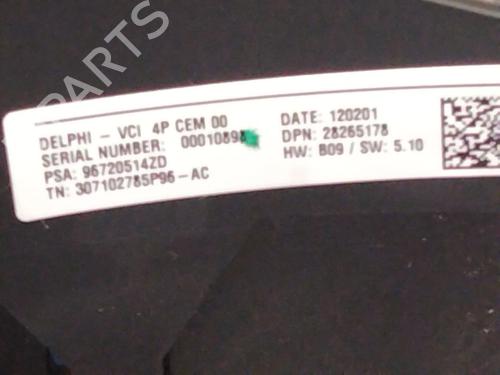 PARTS
DELPHI - VCI 4P CEM 00
SERIAL NUMBER: 0001089
PSA: 96720514ZD
TN: 307102785P96-AC
DATE: 120201
DPN: 28265178
HW: B09 / SW: 5.10